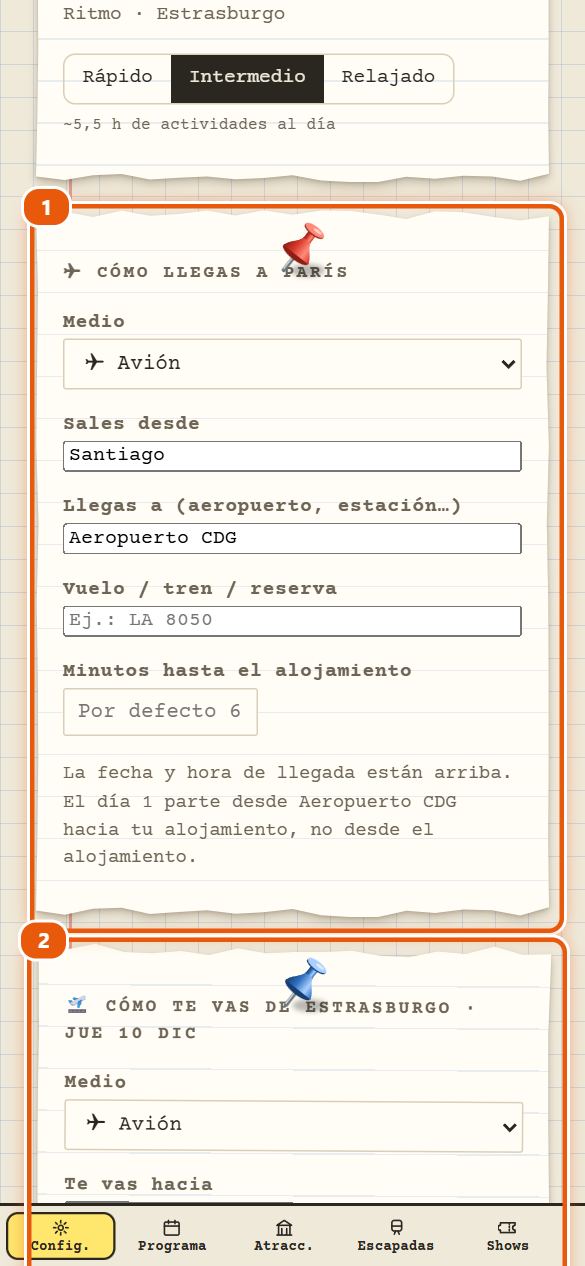 Ritmo · Estrasburgo
Rápido Intermedio Relajado
~5,5 h de actividades al día
1
✈ CÓMO LLEGAS A PARÍS
Medio
✈ Avión
Sales desde
Santiago
Llegas a (aeropuerto, estación…)
Aeropuerto CDG
Vuelo / tren / reserva
Ej.: LA 8050
Minutos hasta el alojamiento
Por defecto 6
La fecha y hora de llegada están arriba.
El día 1 parte desde Aeropuerto CDG
hacia tu alojamiento, no desde el
alojamiento.
2
🛫 CÓMO TE VAS DE ESTRASBURGO ·
JUE 10 DIC
Medio
✈ Avión
Te vas hacia
Config. Programa Atracc. Escapadas Shows